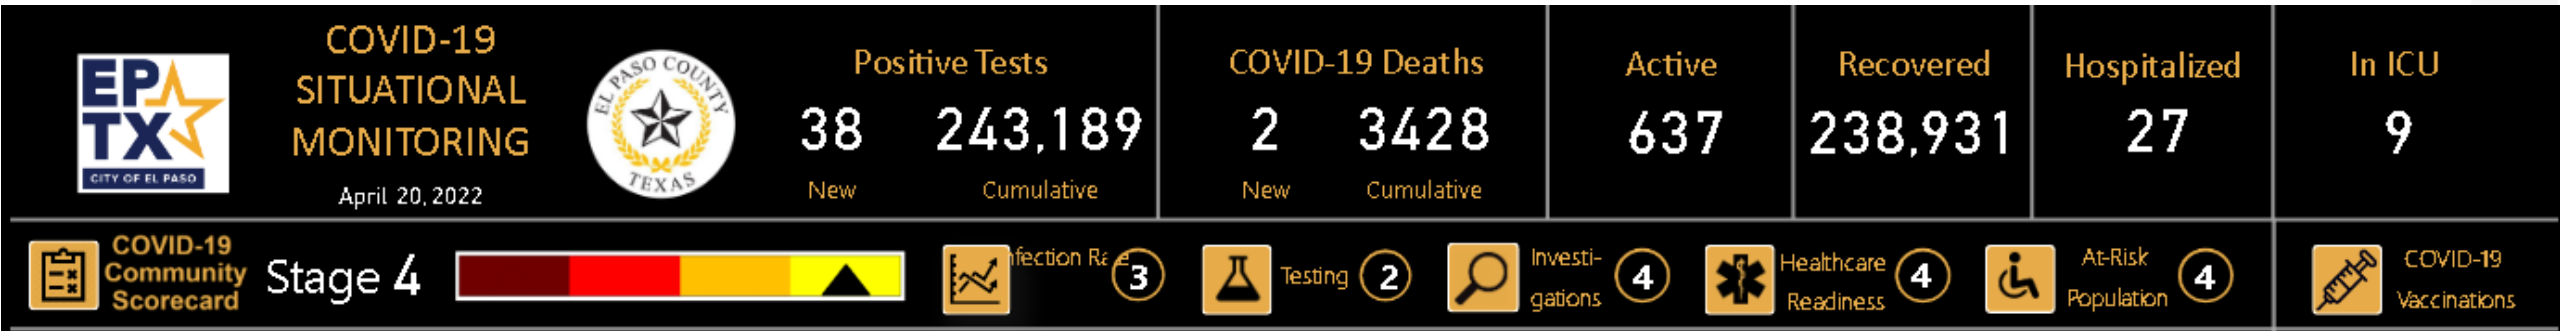 EP
TX
CITY OF EL PASO
COVID-19
SITUATIONAL
MONITORING
April 20, 2022
EL PASO COUNTY
TEXAS
Positive Tests
38 243,189
New Cumulative
COVID-19 Deaths
2 3428
New Cumulative
Active
637
Recovered
238,931
Hospitalized
27
In ICU
9
COVID-19
Community
Scorecard
Stage 4
nfection Ra e
3
Testing
2
Investi-
gations
4
Healthcare
Readiness
4
At-Risk
Population
4
COVID-19
Vaccinations